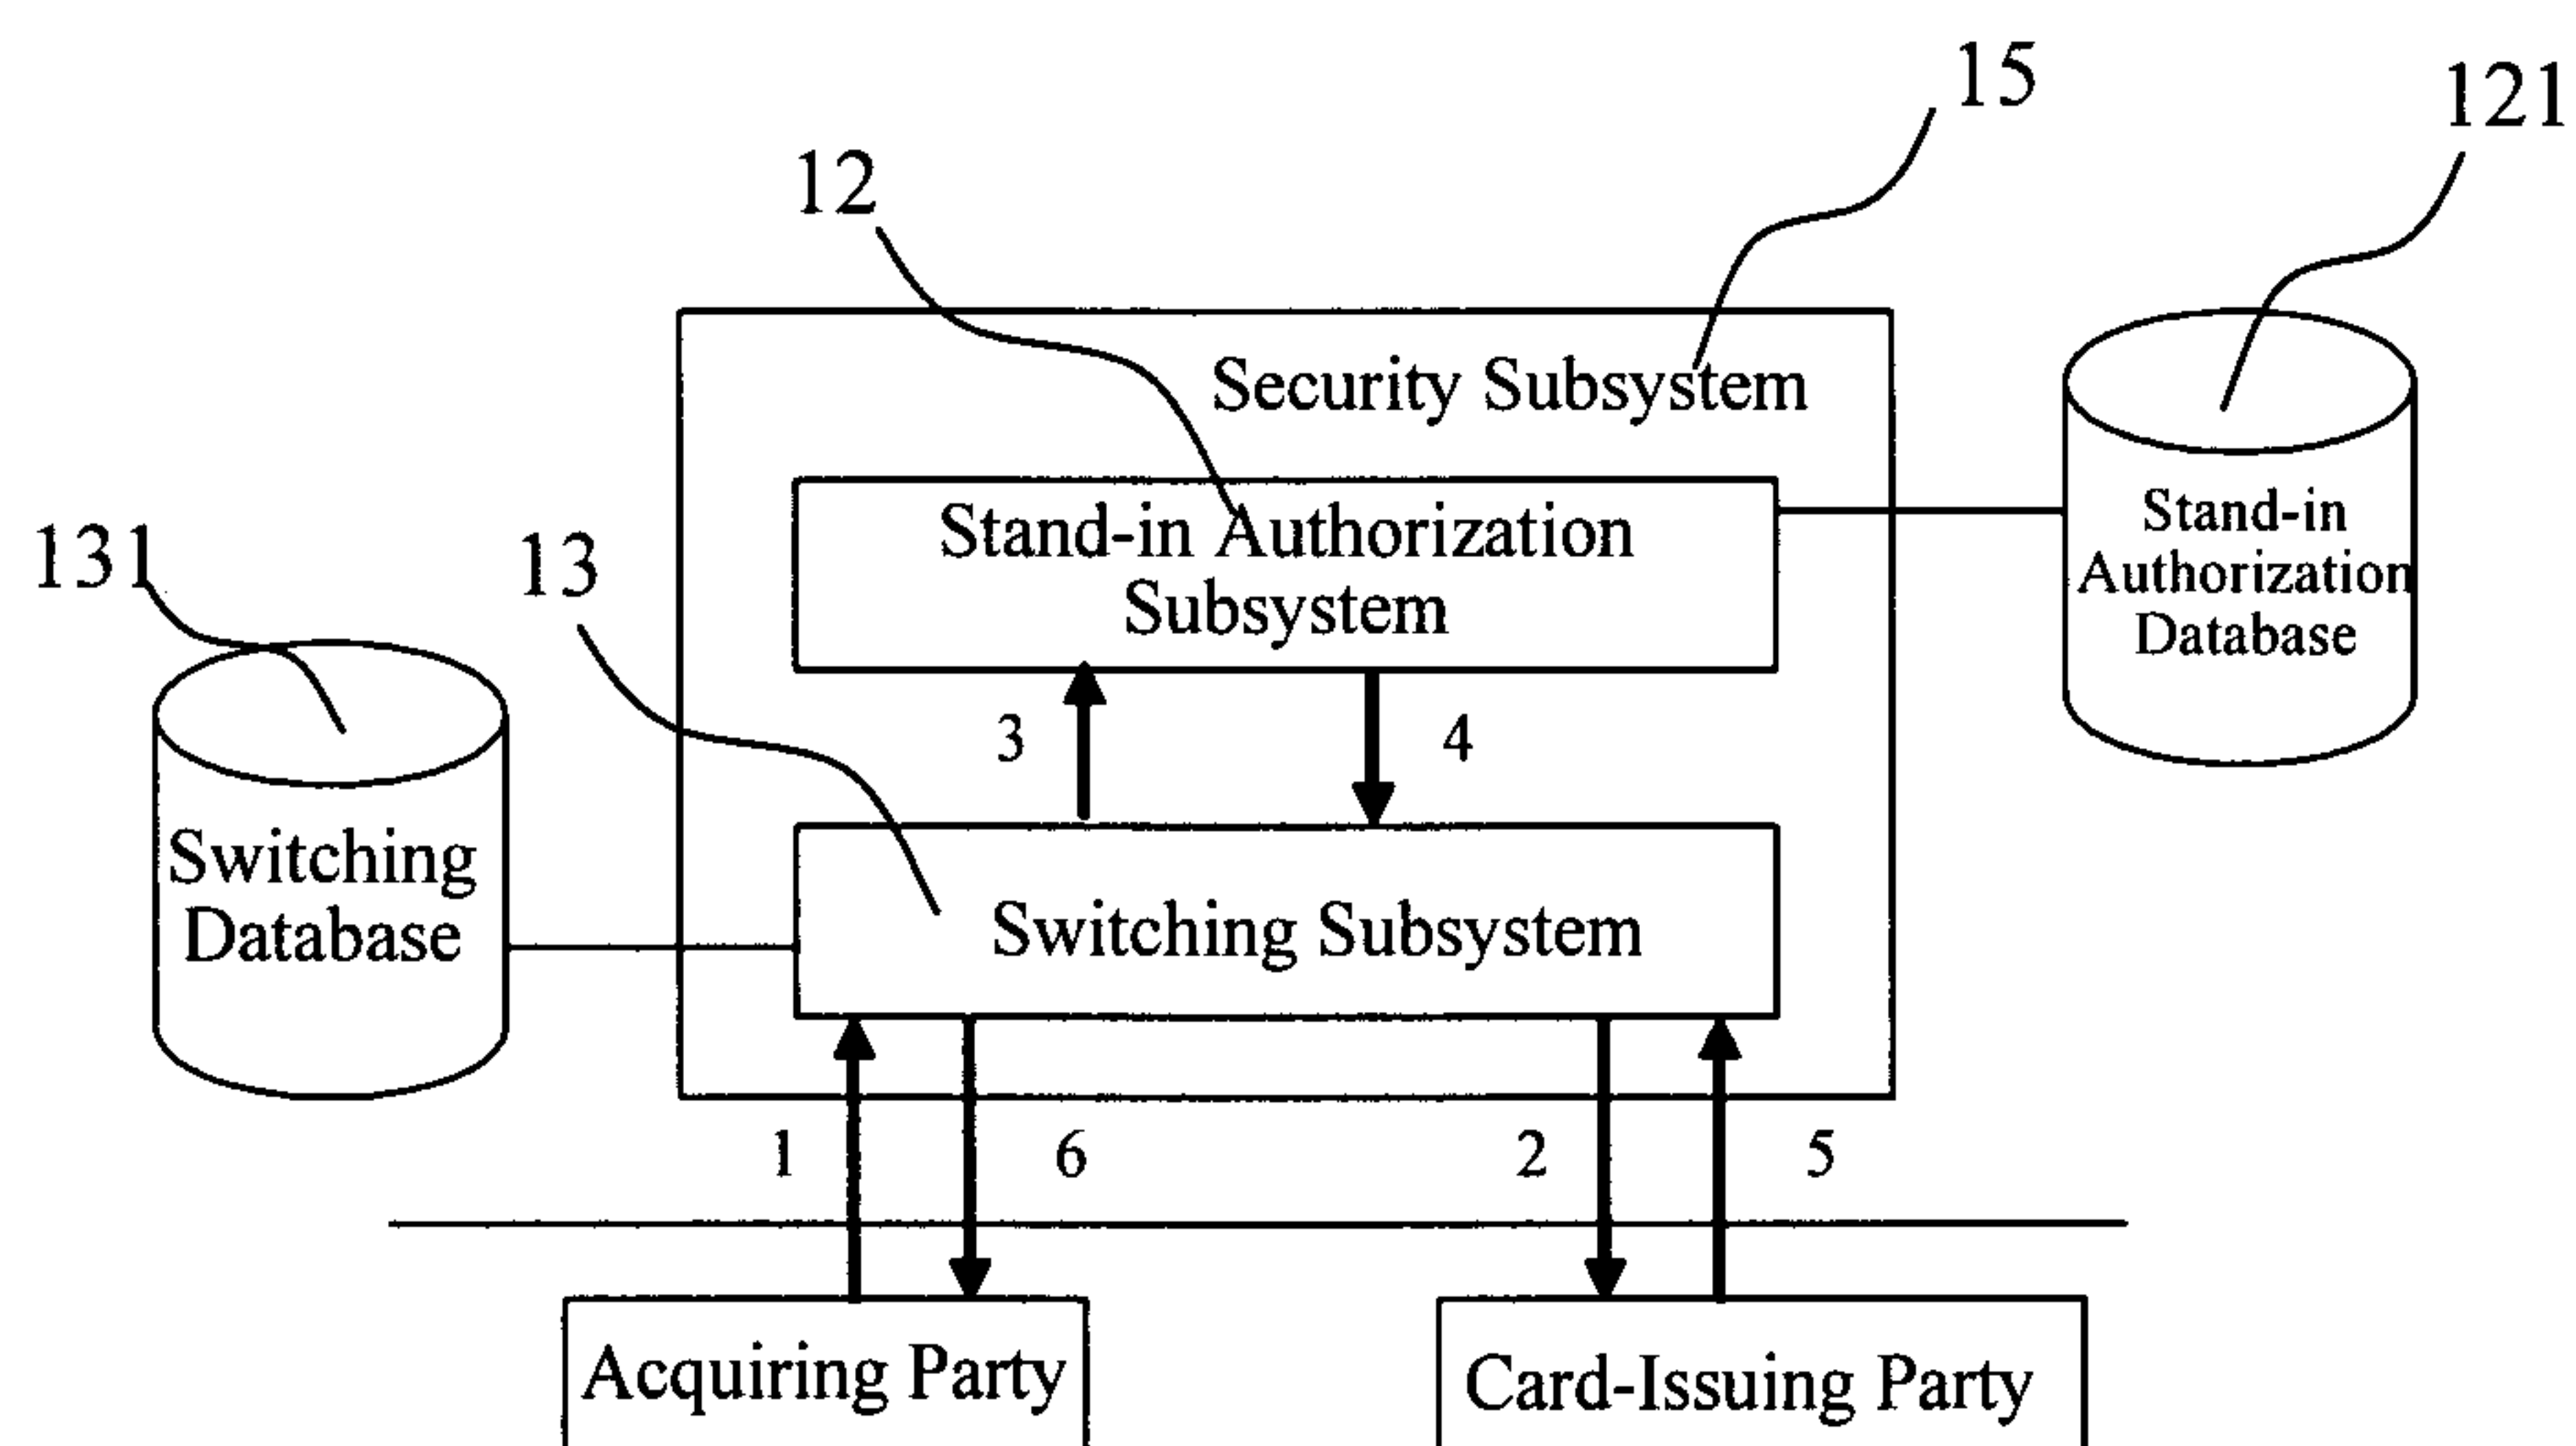 15
121
12
Security Subsystem
131
13
Stand-in Authorization
Subsystem
Stand-in
Authorization
Database
3
4
Switching
Database
Switching Subsystem
1
6
2
5
Acquiring Party
Card-Issuing Party